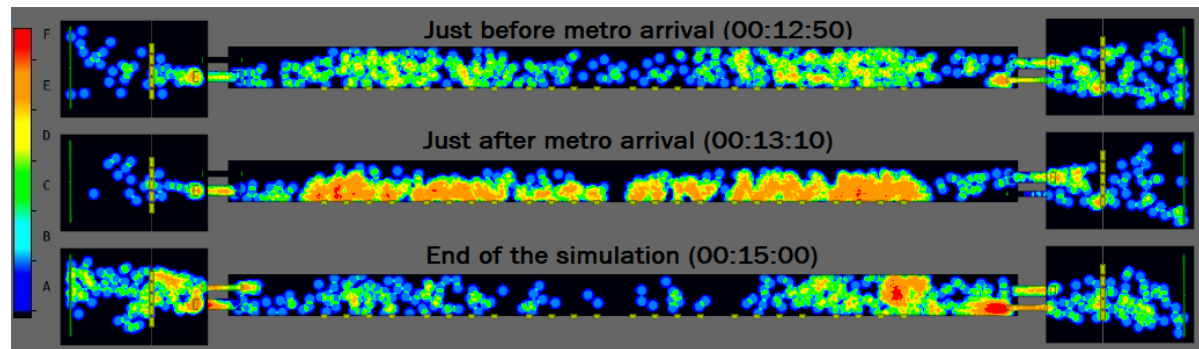 Just before metro arrival (00:12:50)
F
E
D
C
B
A
Just after metro arrival (00:13:10)
End of the simulation (00:15:00)